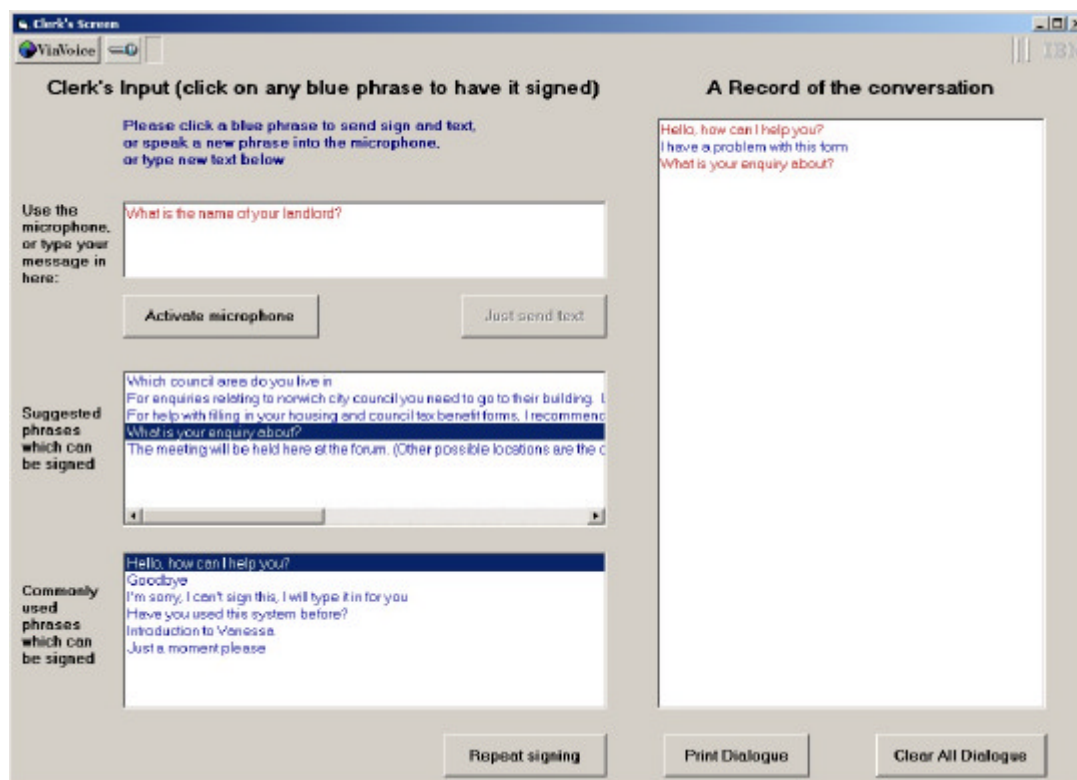 Clerk's Screen
ViaVoice
IBM
Clerk's Input (click on any blue phrase to have it signed)
Please click a blue phrase to send sign and text,
or speak a new phrase into the microphone,
or type new text below
Use the
microphone,
or type your
message in
here:
What is the name of your landlord?
Activate microphone
Just send text
Suggested
phrases
which can
be signed
Which council area do you live in
For enquiries relating to norwich city council you need to go to their building.
For help with filling in your housing and council tax benefit forms, I recommend
What is your enquiry about?
The meeting will be held here at the forum. (Other possible locations are the
Commonly
used
phrases
which can
be signed
Hello, how can I help you?
Goodbye
I'm sorry, I can't sign this, I will type it in for you
Have you used this system before?
Introduction to Vanessa
Just a moment please
Repeat signing
A Record of the conversation
Hello, how can I help you?
I have a problem with this form
What is your enquiry about?
Print Dialogue
Clear All Dialogue